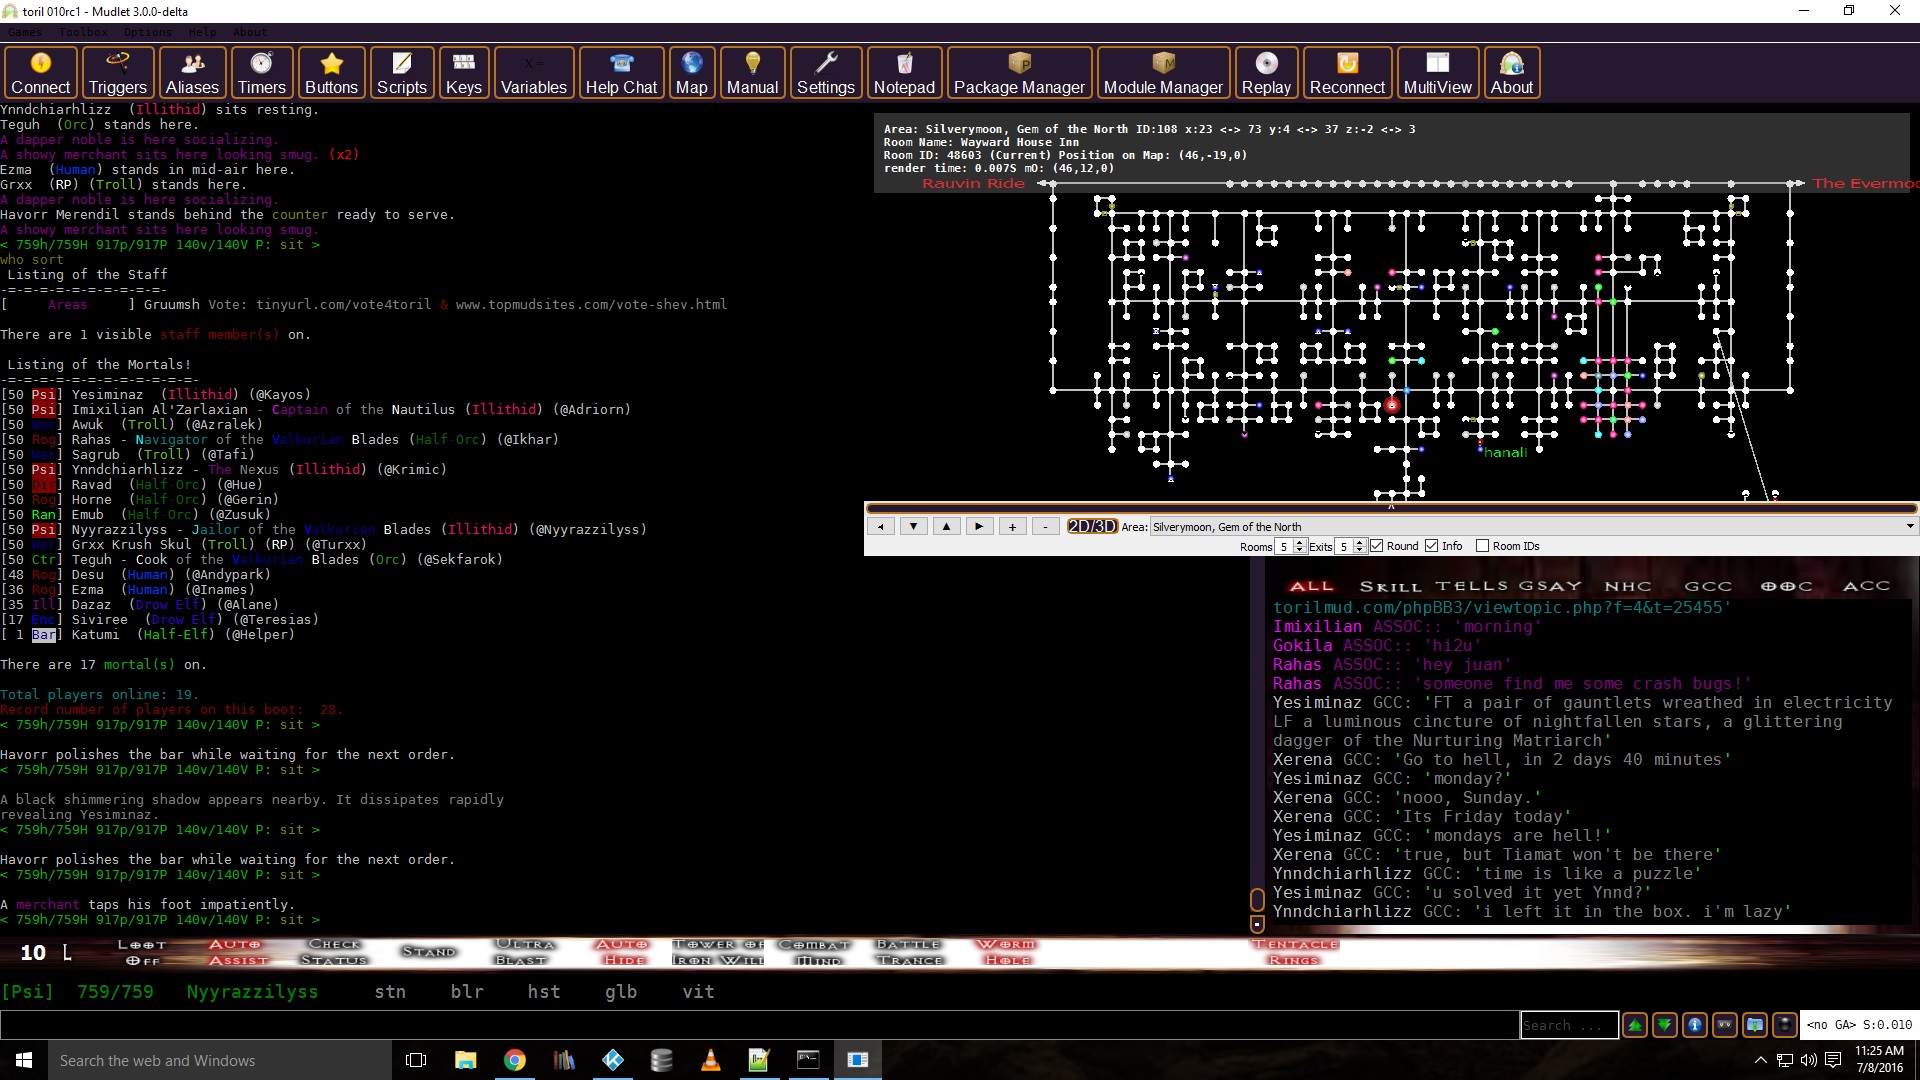 toril 010rc1 - Mudlet 3.0.0-delta
Games Toolbox Options Help About
Connect Triggers Aliases Timers Buttons Scripts Keys Variables Help Chat Map Manual Settings Notepad Package Manager Module Manager Replay Reconnect MultiView About
Ynndchiarhlizz (Illithid) sits resting.
Teguh (Orc) stands here.
A dapper noble is here socializing.
A showy merchant sits here looking smug. (x2)
Ezma (Human) stands in mid-air here.
Grxx (RP) (Troll) stands here.
A dapper noble is here socializing.
Havorr Merendil stands behind the counter ready to serve.
A showy merchant sits here looking smug.
< 759h/759H 917p/917P 140v/140V P: sit >
who sort
Listing of the Staff
-=-=-=-=-=-=-=-=-=-=-
[ Areas ] Gruumsh Vote: tinyurl.com/vote4toril & www.topmudsites.com/vote-shev.html
There are 1 visible staff member(s) on.
Listing of the Mortals!
-=-=-=-=-=-=-=-=-=-=-=-=-
[50 Psi] Yesiminaz (Illithid) (@Kayos)
[50 Psi] Imixilian Al'Zarlaxian - Captain of the Nautilus (Illithid) (@Adriorn)
[50 War] Awuk (Troll) (@Azralek)
[50 Rog] Rahas - Navigator of the Valkurian Blades (Half-Orc) (@Ikhar)
[50 War] Sagrub (Troll) (@Tafi)
[50 Psi] Ynndchiarhlizz - The Nexus (Illithid) (@Krimic)
[50 Dir] Ravad (Half-Orc) (@Hue)
[50 Rog] Horne (Half-Orc) (@Gerin)
[50 Ran] Emub (Half-Orc) (@Zusuk)
[50 Psi] Nyyrazzilyss - Jailor of the Valkurian Blades (Illithid) (@Nyyrazzilyss)
[50 War] Grxx Krush Skul (Troll) (RP) (@Turxx)
[50 Ctr] Teguh - Cook of the Valkurian Blades (Orc) (@Sekfarok)
[48 Rog] Desu (Human) (@Andypark)
[36 Rog] Ezma (Human) (@Inames)
[35 Ill] Dazaz (Drow Elf) (@Alane)
[17 Enc] Siviree (Drow Elf) (@Teresias)
[ 1 Bar] Katumi (Half-Elf) (@Helper)
There are 17 mortal(s) on.
Total players online: 19.
Record number of players on this boot: 28.
< 759h/759H 917p/917P 140v/140V P: sit >
Havorr polishes the bar while waiting for the next order.
< 759h/759H 917p/917P 140v/140V P: sit >
A black shimmering shadow appears nearby. It dissipates rapidly
revealing Yesiminaz.
< 759h/759H 917p/917P 140v/140V P: sit >
Havorr polishes the bar while waiting for the next order.
< 759h/759H 917p/917P 140v/140V P: sit >
A merchant taps his foot impatiently.
< 759h/759H 917p/917P 140v/140V P: sit >
Area: Silverymoon, Gem of the North ID:108 x:23 <-> 73 y:4 <-> 37 z:-2 <-> 3
Room Name: Wayward House Inn
Room ID: 48603 (Current) Position on Map: (46,-19,0)
render time: 0.007S mO: (46,12,0)
Rauvin Ride
The Evermoo
hanali
+ - 2D/3D Area: Silverymoon, Gem of the North
Rooms 5 Exits 5 Round Info Room IDs
ALL SKILL TELLS GSAY NHC GCC OOC ACC
torilmud.com/phpBB3/viewtopic.php?f=4&t=25455'
Imixilian ASSOC:: 'morning'
Gokila ASSOC:: 'hi2u'
Rahas ASSOC:: 'hey juan'
Rahas ASSOC:: 'someone find me some crash bugs!'
Yesiminaz GCC: 'FT a pair of gauntlets wreathed in electricity
LF a luminous cincture of nightfallen stars, a glittering
dagger of the Nurturing Matriarch'
Xerena GCC: 'Go to hell, in 2 days 40 minutes'
Yesiminaz GCC: 'monday?'
Xerena GCC: 'nooo, Sunday.'
Xerena GCC: 'Its Friday today'
Yesiminaz GCC: 'mondays are hell!'
Xerena GCC: 'true, but Tiamat won't be there'
Ynndchiarhlizz GCC: 'time is like a puzzle'
Yesiminaz GCC: 'u solved it yet Ynnd?'
Ynndchiarhlizz GCC: 'i left it in the box. i'm lazy'
10 L
LOOT OFF
AUTO ASSIST
CHECK STATUS
STAND
ULTRA BLAST
AUTO HIDE
TOWER OF IRON WILL
COMBAT MIND
BATTLE TRANCE
WORM HOLE
TENTACLE RINGS
[Psi] 759/759 Nyyrazzilyss stn blr hst glb vit
Search ...
<no GA> S:0.010
Search the web and Windows
11:25 AM
7/8/2016